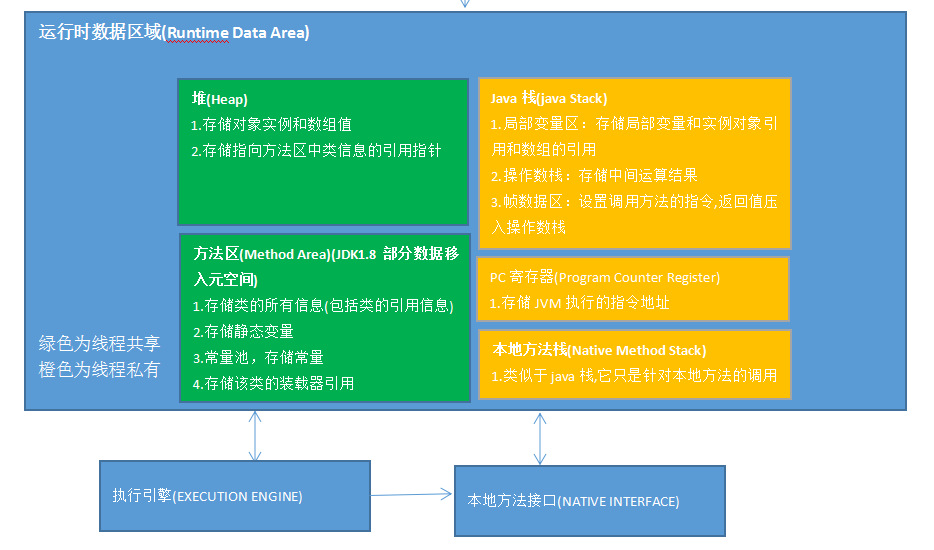 运行时数据区域(Runtime Data Area)
堆(Heap)
1.存储对象实例和数组值
2.存储指向方法区中类信息的引用指针
方法区(Method Area)(JDK1.8 部分数据移
入元空间)
1.存储类的所有信息(包括类的引用信息)
2.存储静态变量
3.常量池，存储常量
4.存储该类的装载器引用
Java 栈(java Stack)
1.局部变量区：存储局部变量和实例对象引
用和数组的引用
2.操作数栈：存储中间运算结果
3.帧数据区：设置调用方法的指令,返回值压
入操作数栈
PC 寄存器(Program Counter Register)
1.存储 JVM 执行的指令地址
本地方法栈(Native Method Stack)
1.类似于 java 栈,它只是针对本地方法的调用
绿色为线程共享
橙色为线程私有
执行引擎(EXECUTION ENGINE)
本地方法接口(NATIVE INTERFACE)